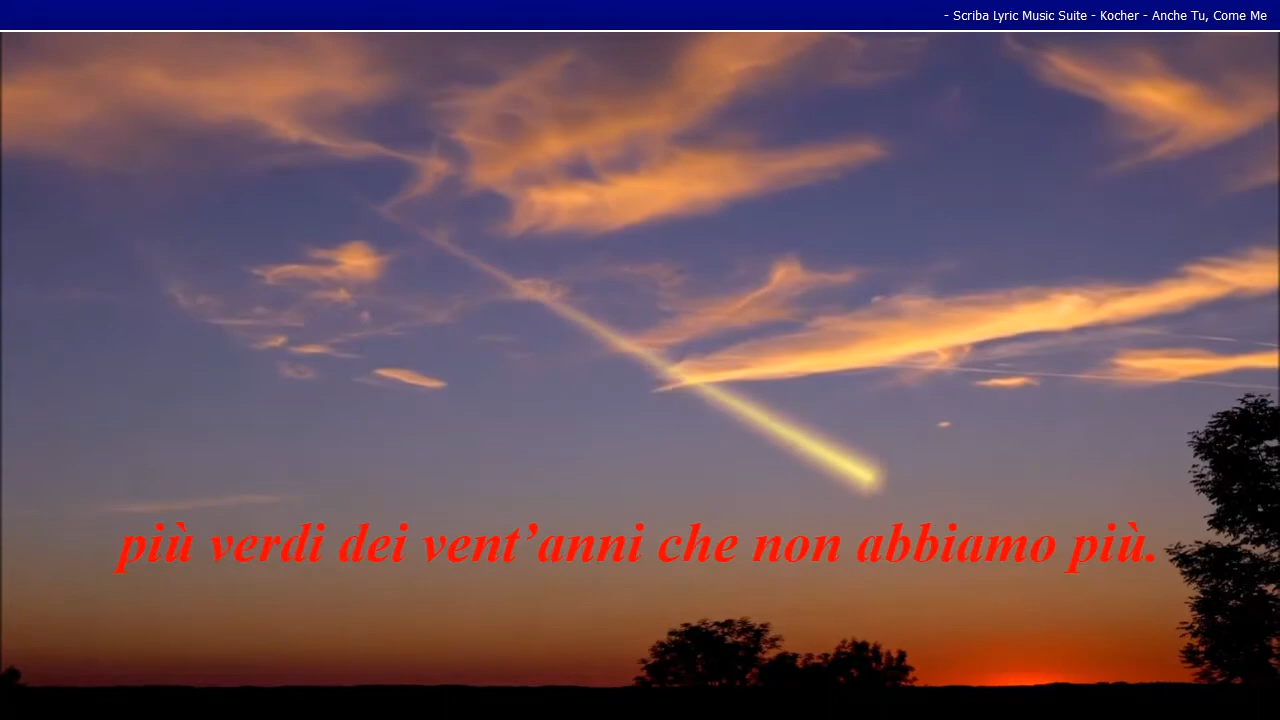 - Scriba Lyric Music Suite - Kocher - Anche Tu, Come Me
più verdi dei vent’anni che non abbiamo più.